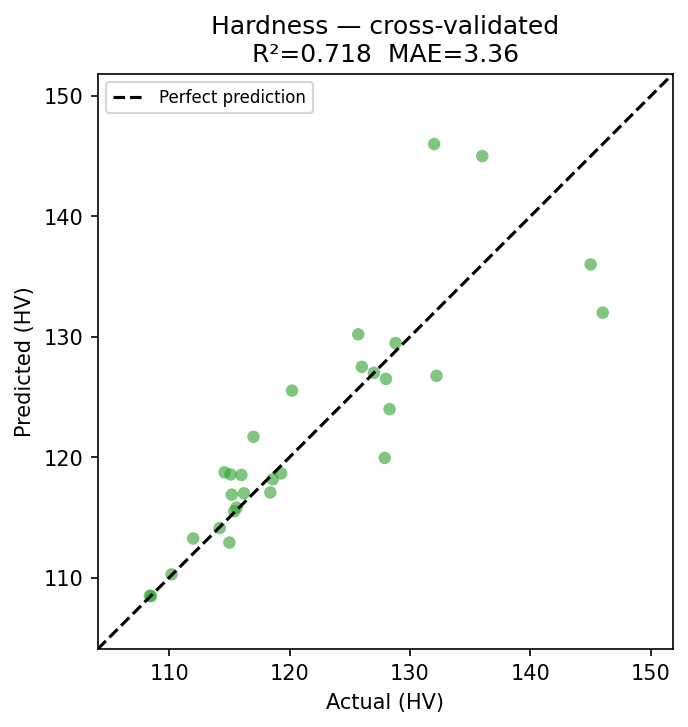 Hardness — cross-validated
R²=0.718  MAE=3.36
Perfect prediction
150
140
130
120
110
Predicted (HV)
110
120
130
140
150
Actual (HV)